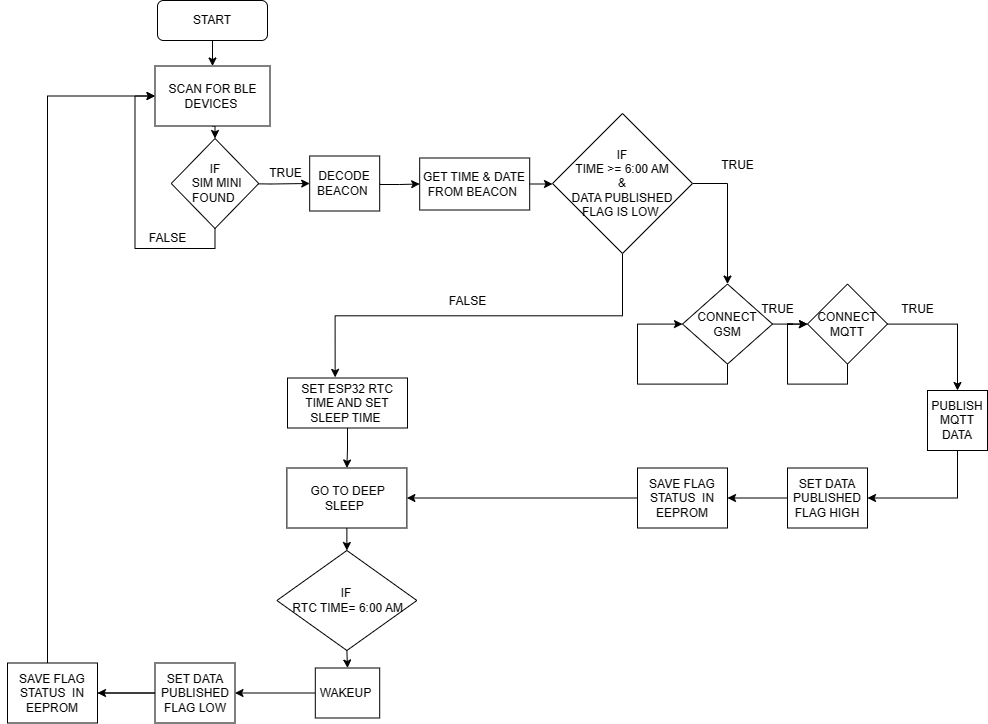 START
SCAN FOR BLE
DEVICES
IF
SIM MINI
FOUND
TRUE
FALSE
DECODE
BEACON
GET TIME & DATE
FROM BEACON
IF
TIME >= 6:00 AM
&
DATA PUBLISHED
FLAG IS LOW
TRUE
FALSE
CONNECT
GSM
TRUE
CONNECT
MQTT
TRUE
PUBLISH
MQTT
DATA
SET DATA
PUBLISHED
FLAG HIGH
SAVE FLAG
STATUS IN
EEPROM
SET ESP32 RTC
TIME AND SET
SLEEP TIME
GO TO DEEP
SLEEP
IF
RTC TIME= 6:00 AM
WAKEUP
SET DATA
PUBLISHED
FLAG LOW
SAVE FLAG
STATUS IN
EEPROM